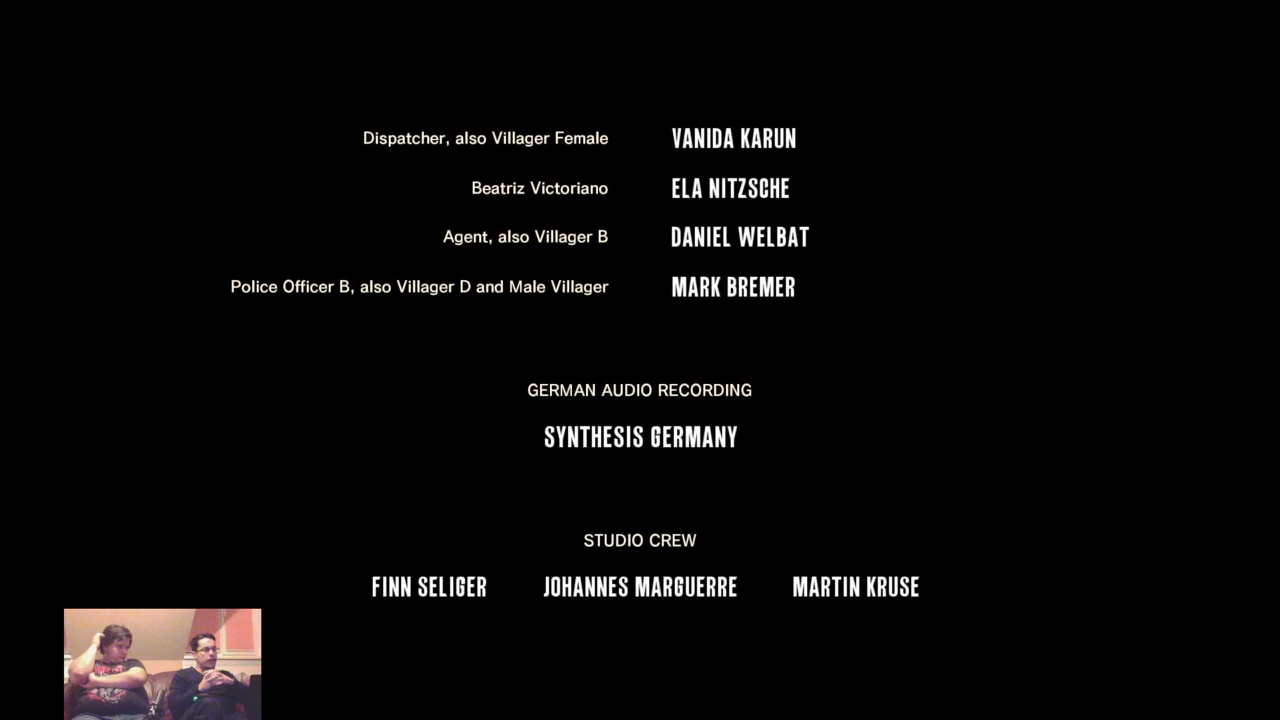 Dispatcher, also Villager Female VANIDA KARUN
Beatriz Victoriano ELA NITZSCHE
Agent, also Villager B DANIEL WELBAT
Police Officer B, also Villager D and Male Villager MARK BREMER
GERMAN AUDIO RECORDING
SYNTHESIS GERMANY
STUDIO CREW
FINN SELIGER JOHANNES MARGUERRE MARTIN KRUSE